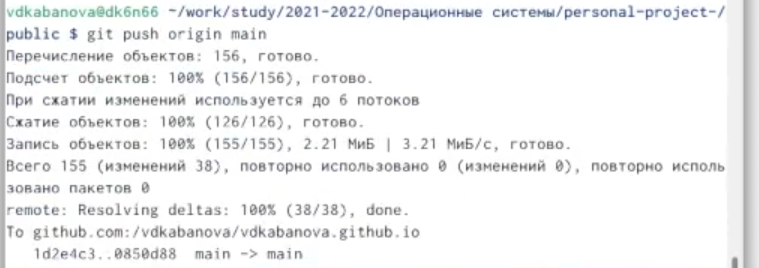 vdkabanova@dk6n66 ~/work/study/2021-2022/Операционные системы/personal-project-/
public $ git push origin main
Перечисление объектов: 156, готово.
Подсчет объектов: 100% (156/156), готово.
При сжатии изменений используется до 6 потоков
Сжатие объектов: 100% (126/126), готово.
Запись объектов: 100% (155/155), 2.21 МиБ | 3.21 МиБ/с, готово.
Всего 155 (изменений 38), повторно использовано 0 (изменений 0), повторно исполь
зовано пакетов 0
remote: Resolving deltas: 100% (38/38), done.
To github.com:/vdkabanova/vdkabanova.github.io
   1d2e4c3..0850d88  main -> main